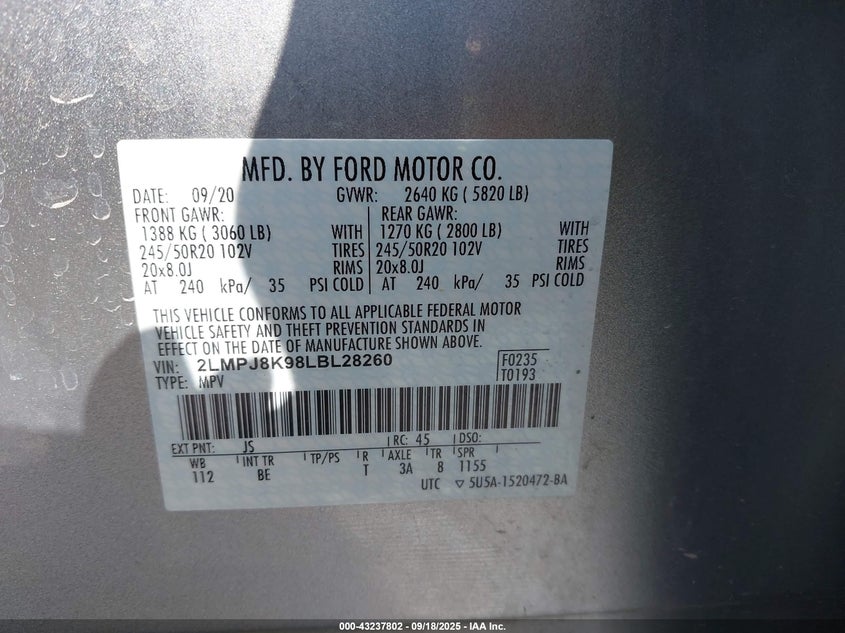 MFD. BY FORD MOTOR CO.
DATE: 09/20 GVWR: 2640 KG ( 5820 LB)
FRONT GAWR: REAR GAWR:
1388 KG ( 3060 LB) WITH 1270 KG ( 2800 LB) WITH
245/50R20 102V TIRES 245/50R20 102V TIRES
20x8.0J RIMS 20x8.0J RIMS
AT 240 kPa/ 35 PSI COLD AT 240 kPa/ 35 PSI COLD
THIS VEHICLE CONFORMS TO ALL APPLICABLE FEDERAL MOTOR
VEHICLE SAFETY AND THEFT PREVENTION STANDARDS IN
EFFECT ON THE DATE OF MANUFACTURE SHOWN ABOVE.
VIN: 2LMPJ8K98LBL28260 F0235
TYPE: MPV T0193
EXT PNT: JS RC: 45 DSO:
WB INT TR TP/PS R AXLE TR SPR
112 BE T 3A 8 1155
UTC ▽ 5U5A-1520472-BA
000-43237802 - 09/18/2025 - IAA Inc.